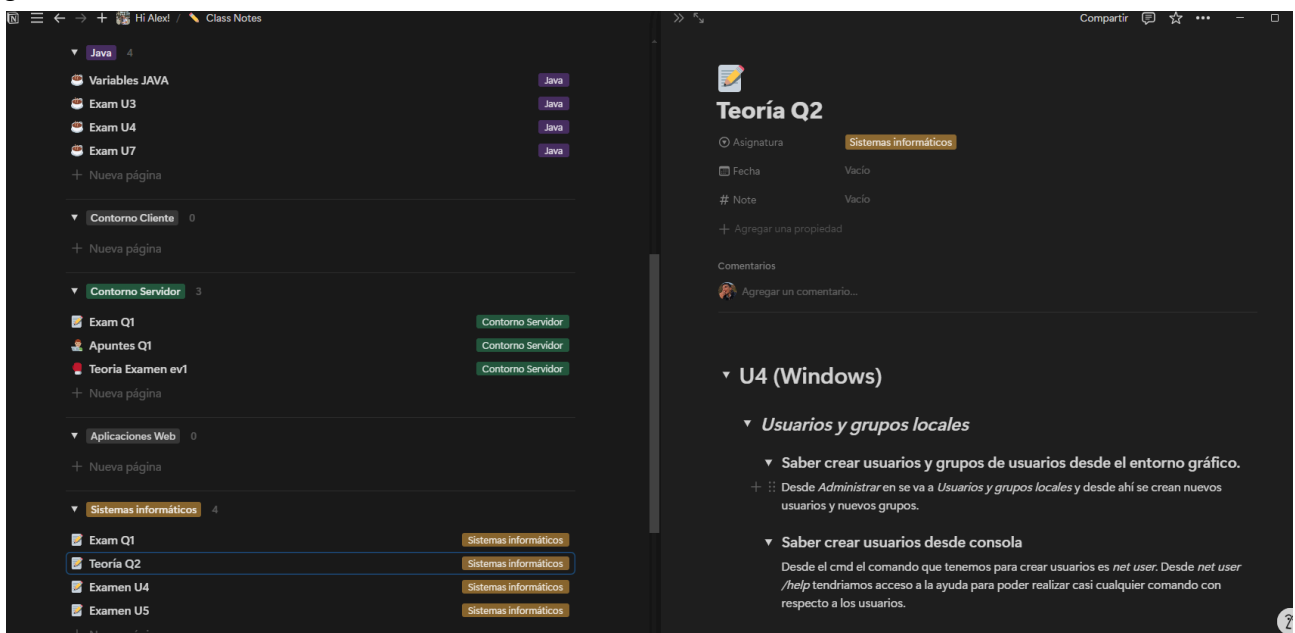 Hi Alex! / Class Notes
Java 4
Variables JAVA Java
Exam U3 Java
Exam U4 Java
Exam U7 Java
+ Nueva página
Contorno Cliente 0
+ Nueva página
Contorno Servidor 3
Exam Q1 Contorno Servidor
Apuntes Q1 Contorno Servidor
Teoria Examen ev1 Contorno Servidor
+ Nueva página
Aplicaciones Web 0
+ Nueva página
Sistemas informáticos 4
Exam Q1 Sistemas informáticos
Teoría Q2 Sistemas informáticos
Examen U4 Sistemas informáticos
Examen U5 Sistemas informáticos
Compartir
Teoría Q2
Asignatura Sistemas informáticos
Fecha Vacío
# Note Vacío
+ Agregar una propiedad
Comentarios
Agregar un comentario...
U4 (Windows)
Usuarios y grupos locales
Saber crear usuarios y grupos de usuarios desde el entorno gráfico.
Desde Administrar en se va a Usuarios y grupos locales y desde ahí se crean nuevos
usuarios y nuevos grupos.
Saber crear usuarios desde consola
Desde el cmd el comando que tenemos para crear usuarios es net user. Desde net user
/help tendriamos acceso a la ayuda para poder realizar casi cualquier comando con
respecto a los usuarios.